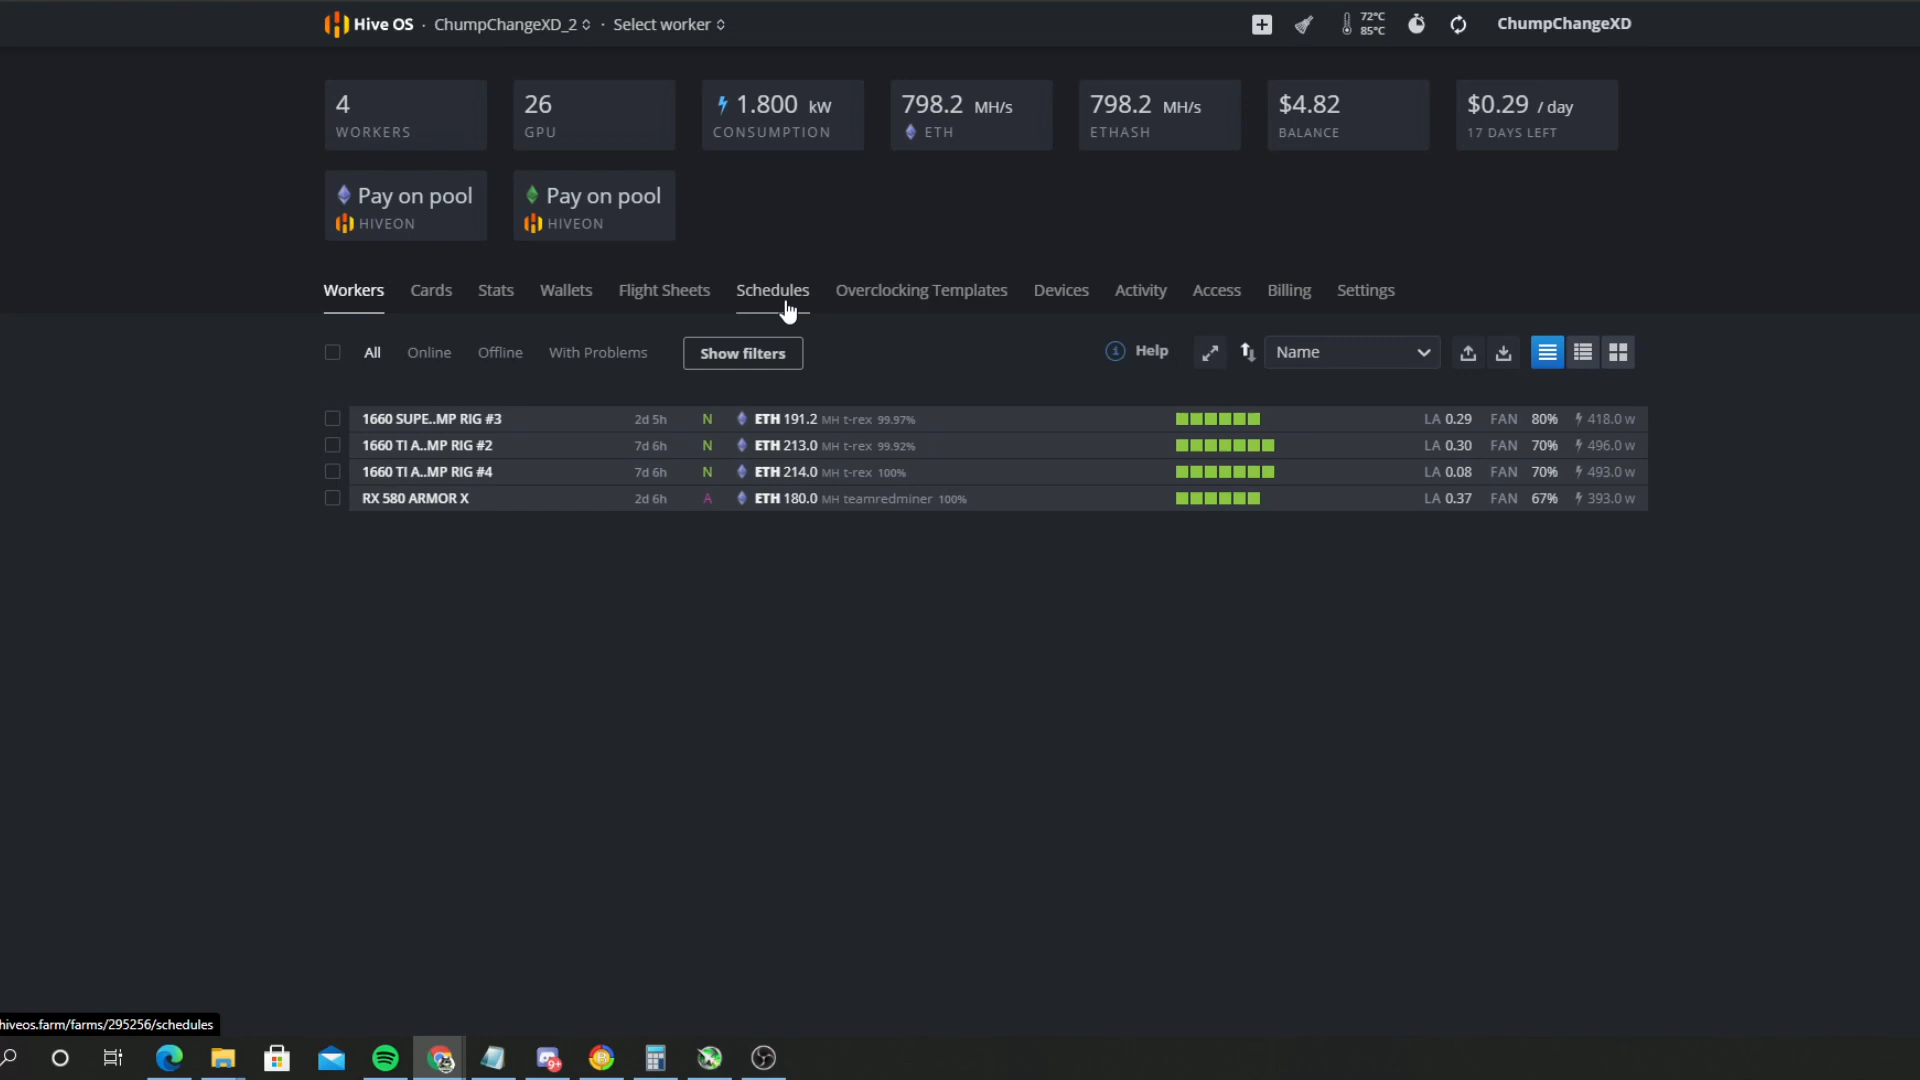 Hive OS · ChumpChangeXD_2 · Select worker
72°C
85°C
ChumpChangeXD
4
WORKERS
26
GPU
1.800 kW
CONSUMPTION
798.2 MH/s
ETH
798.2 MH/s
ETHASH
$4.82
BALANCE
$0.29 / day
17 DAYS LEFT
Pay on pool
HIVEON
Pay on pool
HIVEON
Workers Cards Stats Wallets Flight Sheets Schedules Overclocking Templates Devices Activity Access Billing Settings
All Online Offline With Problems Show filters Help Name
1660 SUPE..MP RIG #3 2d 5h N ETH 191.2 MH t-rex 99.97% LA 0.29 FAN 80% 418.0 w
1660 TI A..MP RIG #2 7d 6h N ETH 213.0 MH t-rex 99.92% LA 0.30 FAN 70% 496.0 w
1660 TI A..MP RIG #4 7d 6h N ETH 214.0 MH t-rex 100% LA 0.08 FAN 70% 493.0 w
RX 580 ARMOR X 2d 6h A ETH 180.0 MH teamredminer 100% LA 0.37 FAN 67% 393.0 w
hiveos.farm/farms/295256/schedules
9+